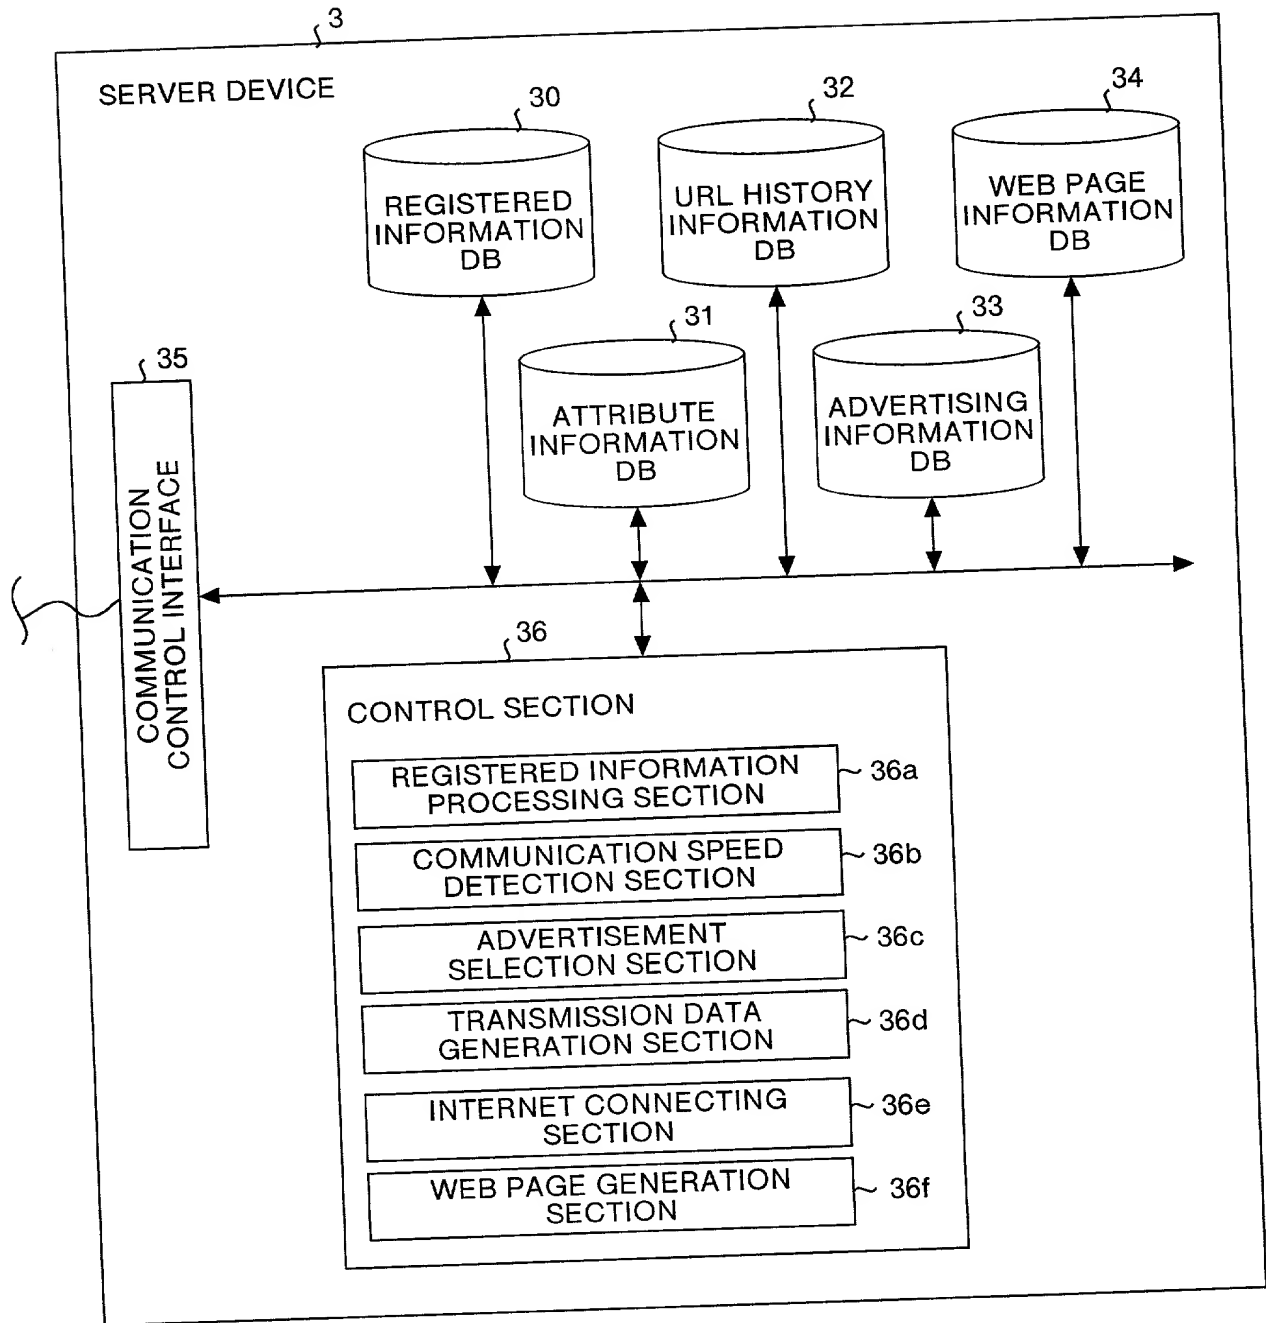 3
SERVER DEVICE
30
REGISTERED
INFORMATION
DB
32
URL HISTORY
INFORMATION
DB
34
WEB PAGE
INFORMATION
DB
31
ATTRIBUTE
INFORMATION
DB
33
ADVERTISING
INFORMATION
DB
35
COMMUNICATION
CONTROL INTERFACE
36
CONTROL SECTION
REGISTERED INFORMATION
PROCESSING SECTION
36a
COMMUNICATION SPEED
DETECTION SECTION
36b
ADVERTISEMENT
SELECTION SECTION
36c
TRANSMISSION DATA
GENERATION SECTION
36d
INTERNET CONNECTING
SECTION
36e
WEB PAGE GENERATION
SECTION
36f